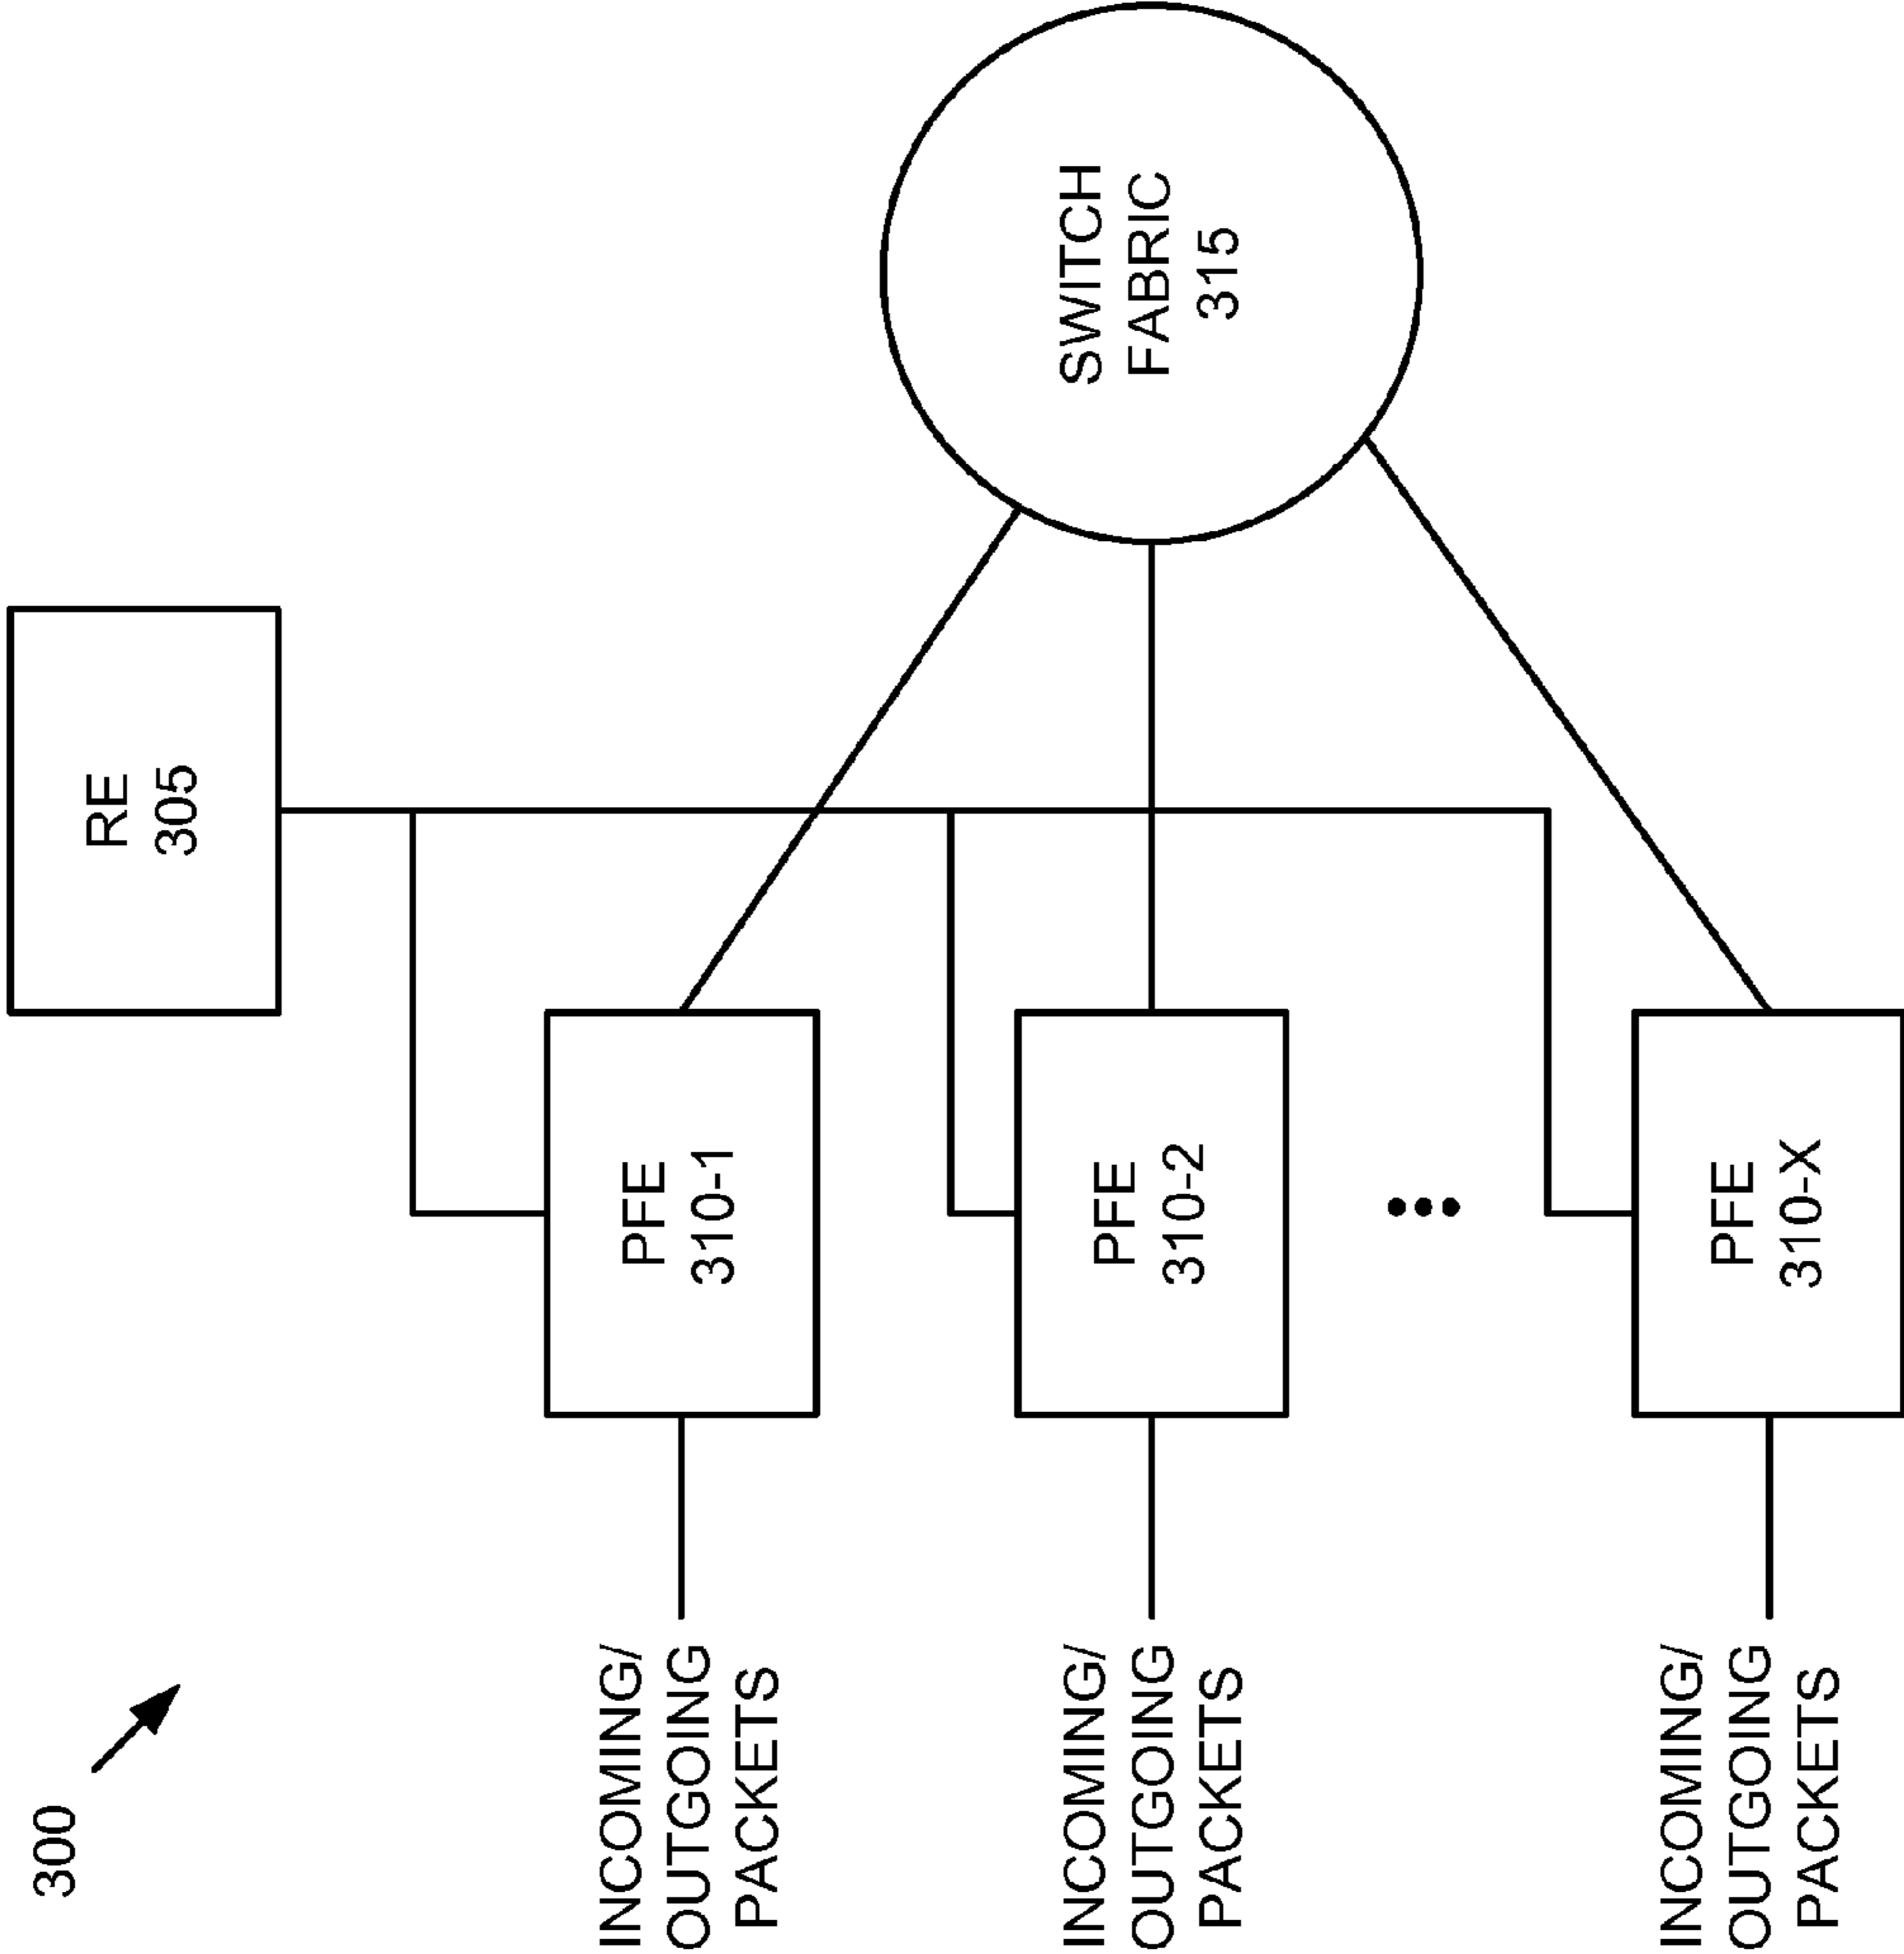 300
RE
305
INCOMING/
OUTGOING
PACKETS
PFE
310-1
INCOMING/
OUTGOING
PACKETS
PFE
310-2
SWITCH
FABRIC
315
INCOMING/
OUTGOING
PACKETS
PFE
310-X